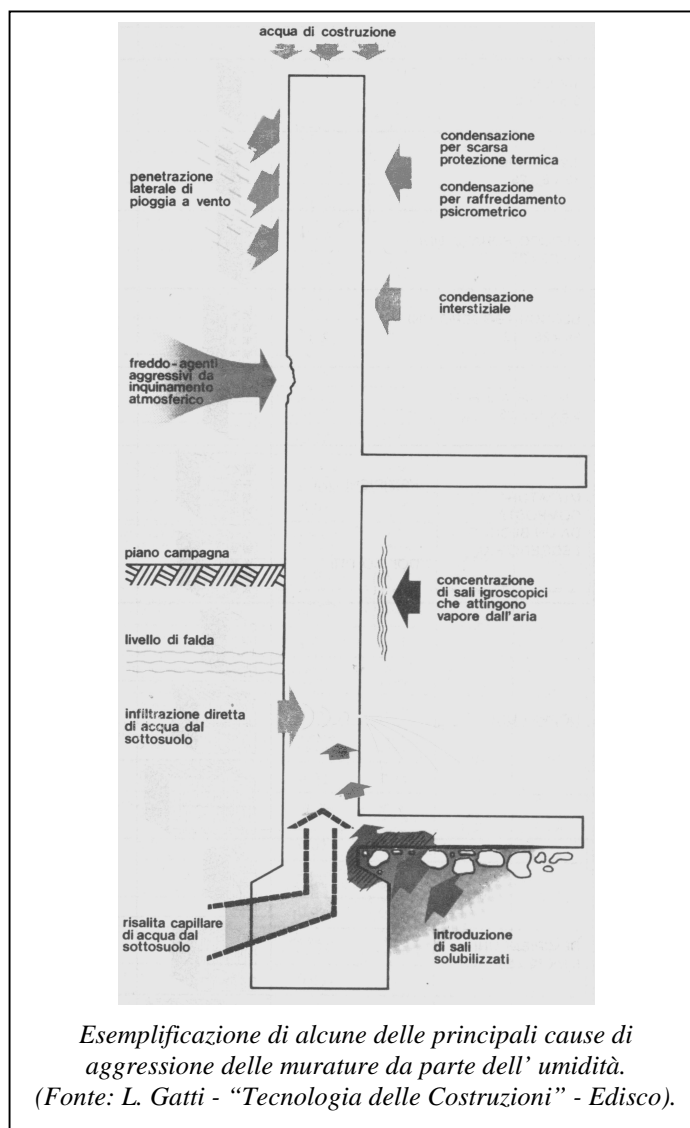 acqua di costruzione
penetrazione
laterale di
pioggia a vento
condensazione
per scarsa
protezione termica
condensazione
per raffreddamento
psicrometrico
condensazione
interstiziale
freddo-agenti
aggressivi da
inquinamento
atmosferico
piano campagna
concentrazione
di sali igroscopici
che attingono
vapore dall'aria
livello di falda
infiltrazione diretta
di acqua dal
sottosuolo
risalita capillare
di acqua dal
sottosuolo
introduzione
di sali
solubilizzati
Esemplificazione di alcune delle principali cause di
aggressione delle murature da parte dell' umidità.
(Fonte: L. Gatti - “Tecnologia delle Costruzioni” - Edisco).